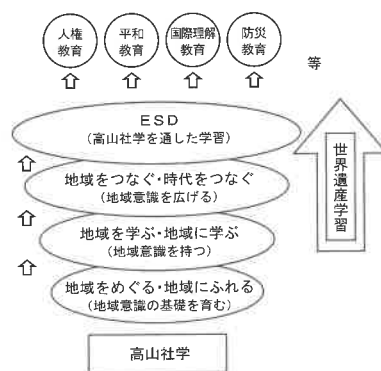 人権
教育
平和
教育
国際理解
教育
防災
教育
等
ESD
(高山社学を通した学習)
地域をつなぐ・時代をつなぐ
(地域意識を広げる)
地域を学ぶ・地域に学ぶ
(地域意識を持つ)
地域をめぐる・地域にふれる
(地域意識の基礎を育む)
高山社学
世界遺産学習